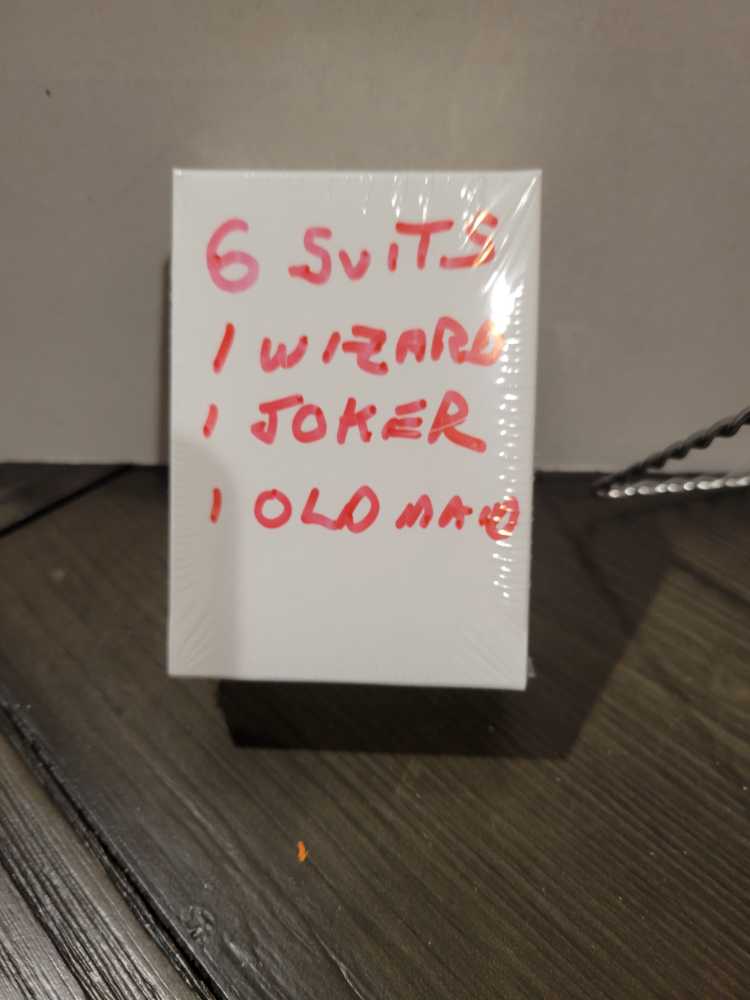 6 SUITS
1 WIZARD
1 JOKER
1 OLD MAID